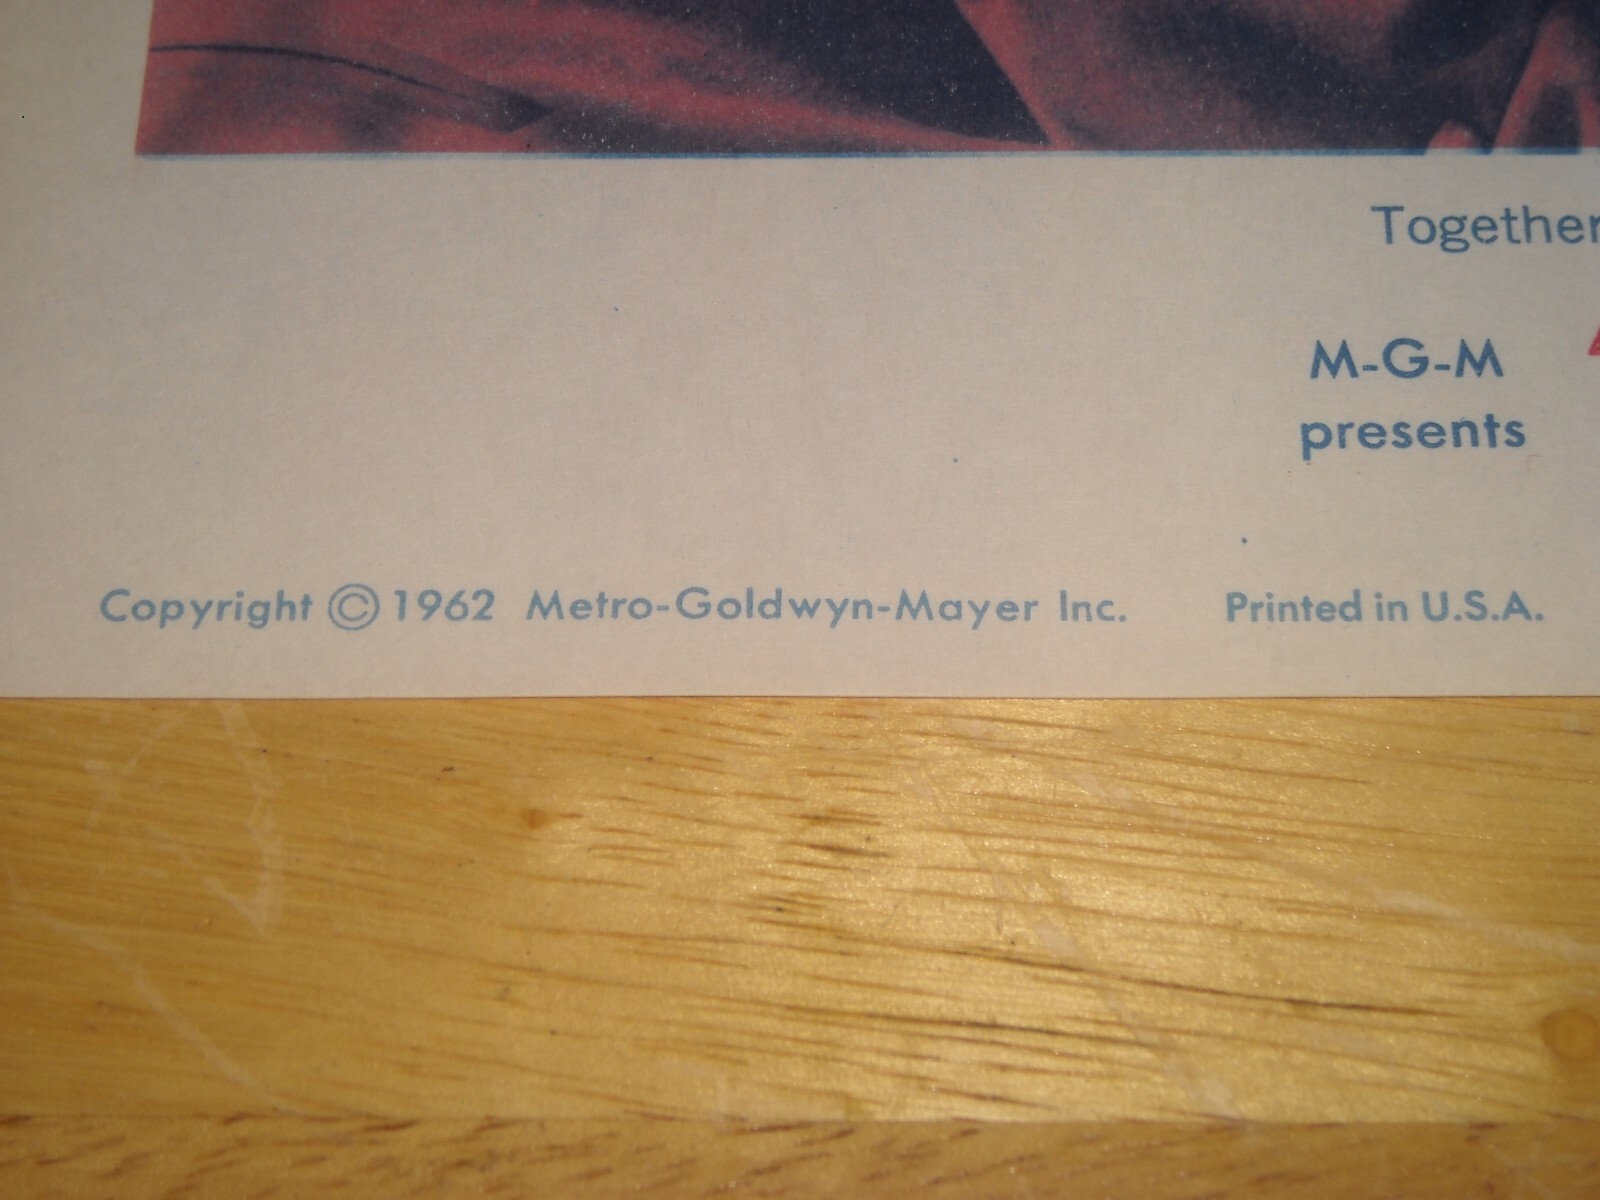 Together
M-G-M
presents
Copyright © 1962 Metro-Goldwyn-Mayer Inc. Printed in U.S.A.